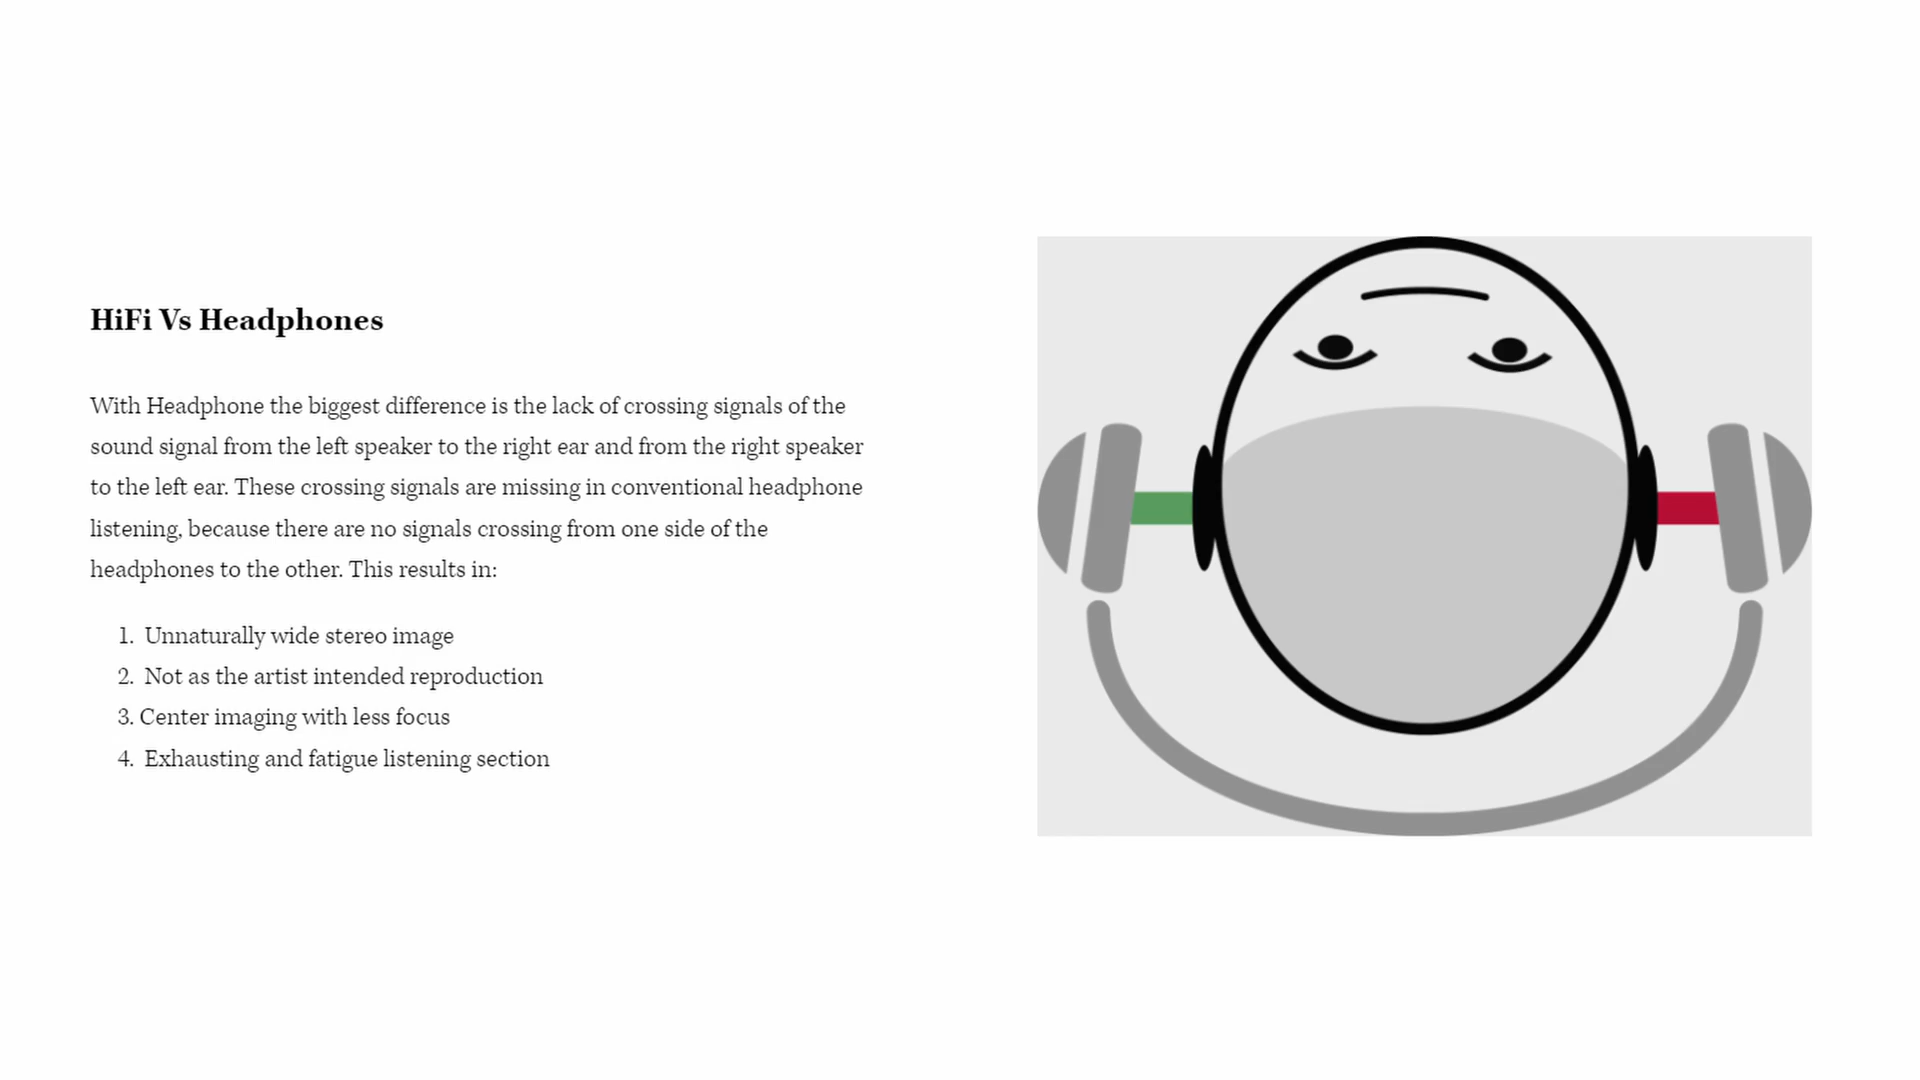 HiFi Vs Headphones
With Headphone the biggest difference is the lack of crossing signals of the
sound signal from the left speaker to the right ear and from the right speaker
to the left ear. These crossing signals are missing in conventional headphone
listening, because there are no signals crossing from one side of the
headphones to the other. This results in:
1. Unnaturally wide stereo image
2. Not as the artist intended reproduction
3. Center imaging with less focus
4. Exhausting and fatigue listening section